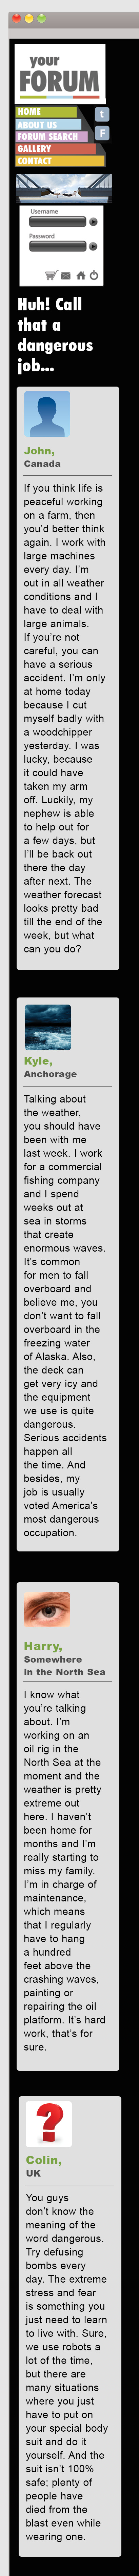 your
FORUM
HOME
ABOUT US
FORUM SEARCH
GALLERY
CONTACT
t
F
Username
Password
Huh! Call
that a
dangerous
job...
John,
Canada
If you think life is
peaceful working
on a farm, then
you'd better think
again. I work with
large machines
every day. I'm
out in all weather
conditions and I
have to deal with
large animals.
If you're not
careful, you can
have a serious
accident. I'm only
at home today
because I cut
myself badly with
a woodchipper
yesterday. I was
lucky, because
it could have
taken my arm
off. Luckily, my
nephew is able
to help out for
a few days, but
I'll be back out
there the day
after next. The
weather forecast
looks pretty bad
till the end of the
week, but what
can you do?
Kyle,
Anchorage
Talking about
the weather,
you should have
been with me
last week. I work
for a commercial
fishing company
and I spend
weeks out at
sea in storms
that create
enormous waves.
It's common
for men to fall
overboard and
believe me, you
don't want to fall
overboard in the
freezing water
of Alaska. Also,
the deck can
get very icy and
the equipment
we use is quite
dangerous.
Serious accidents
happen all
the time. And
besides, my
job is usually
voted America's
most dangerous
occupation.
Harry,
Somewhere
in the North Sea
I know what
you're talking
about. I'm
working on an
oil rig in the
North Sea at the
moment and the
weather is pretty
extreme out
here. I haven't
been home for
months and I'm
really starting to
miss my family.
I'm in charge of
maintenance,
which means
that I regularly
have to hang
a hundred
feet above the
crashing waves,
painting or
repairing the oil
platform. It's hard
work, that's for
sure.
?
Colin,
UK
You guys
don't know the
meaning of the
word dangerous.
Try defusing
bombs every
day. The extreme
stress and fear
is something you
just need to learn
to live with. Sure,
we use robots a
lot of the time,
but there are
many situations
where you just
have to put on
your special body
suit and do it
yourself. And the
suit isn't 100%
safe; plenty of
people have
died from the
blast even while
wearing one.